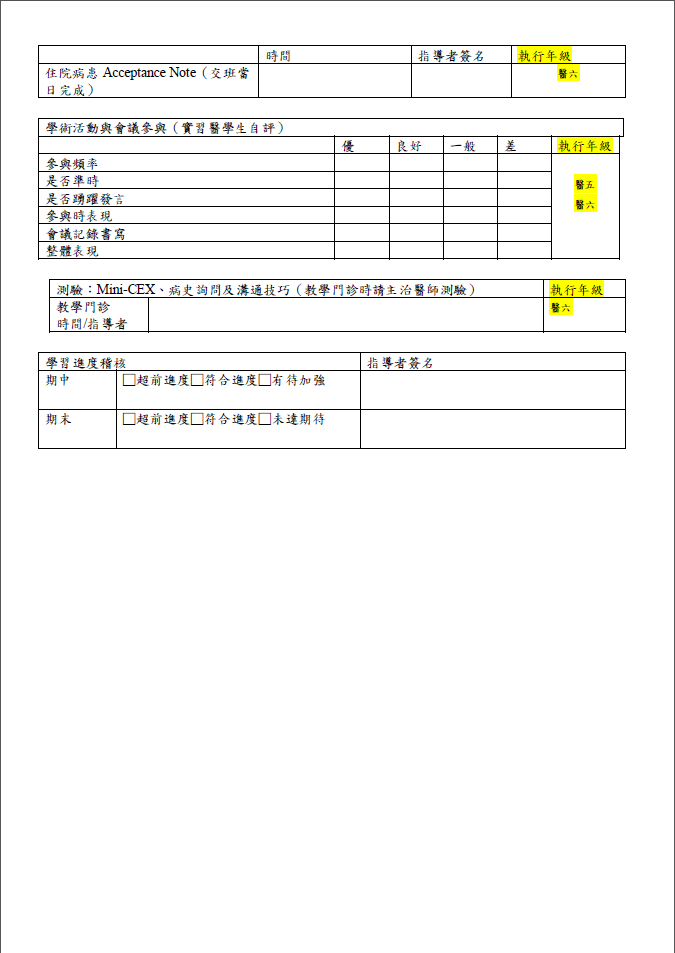 時間 指導者簽名 執行年級
住院病患 Acceptance Note（交班當 醫六
日完成）
學術活動與會議參與（實習醫學生自評）
優 良好 一般 差 執行年級
參與頻率
是否準時 醫五
是否踴躍發言 醫六
參與時表現
會議記錄書寫
整體表現
測驗：Mini-CEX、病史詢問及溝通技巧（教學門診時請主治醫師測驗） 執行年級
教學門診 醫六
時間/指導者
學習進度稽核 指導者簽名
期中 □超前進度□符合進度□有待加強
期末 □超前進度□符合進度□未達期待